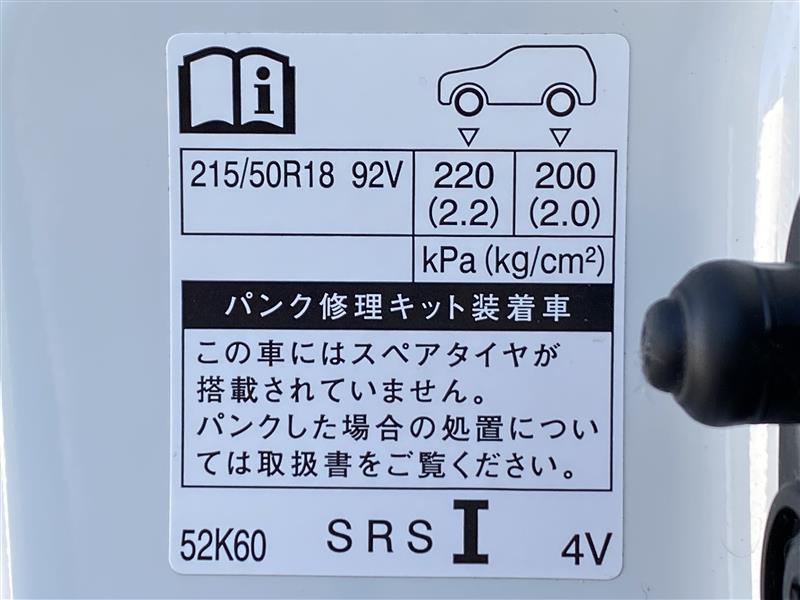 215/50R18 92V 220 200
(2.2) (2.0)
kPa (kg/cm²)
パンク修理キット装着車
この車にはスペアタイヤが
搭載されていません。
パンクした場合の処置につい
ては取扱書をご覧ください。
52K60 SRS I 4V